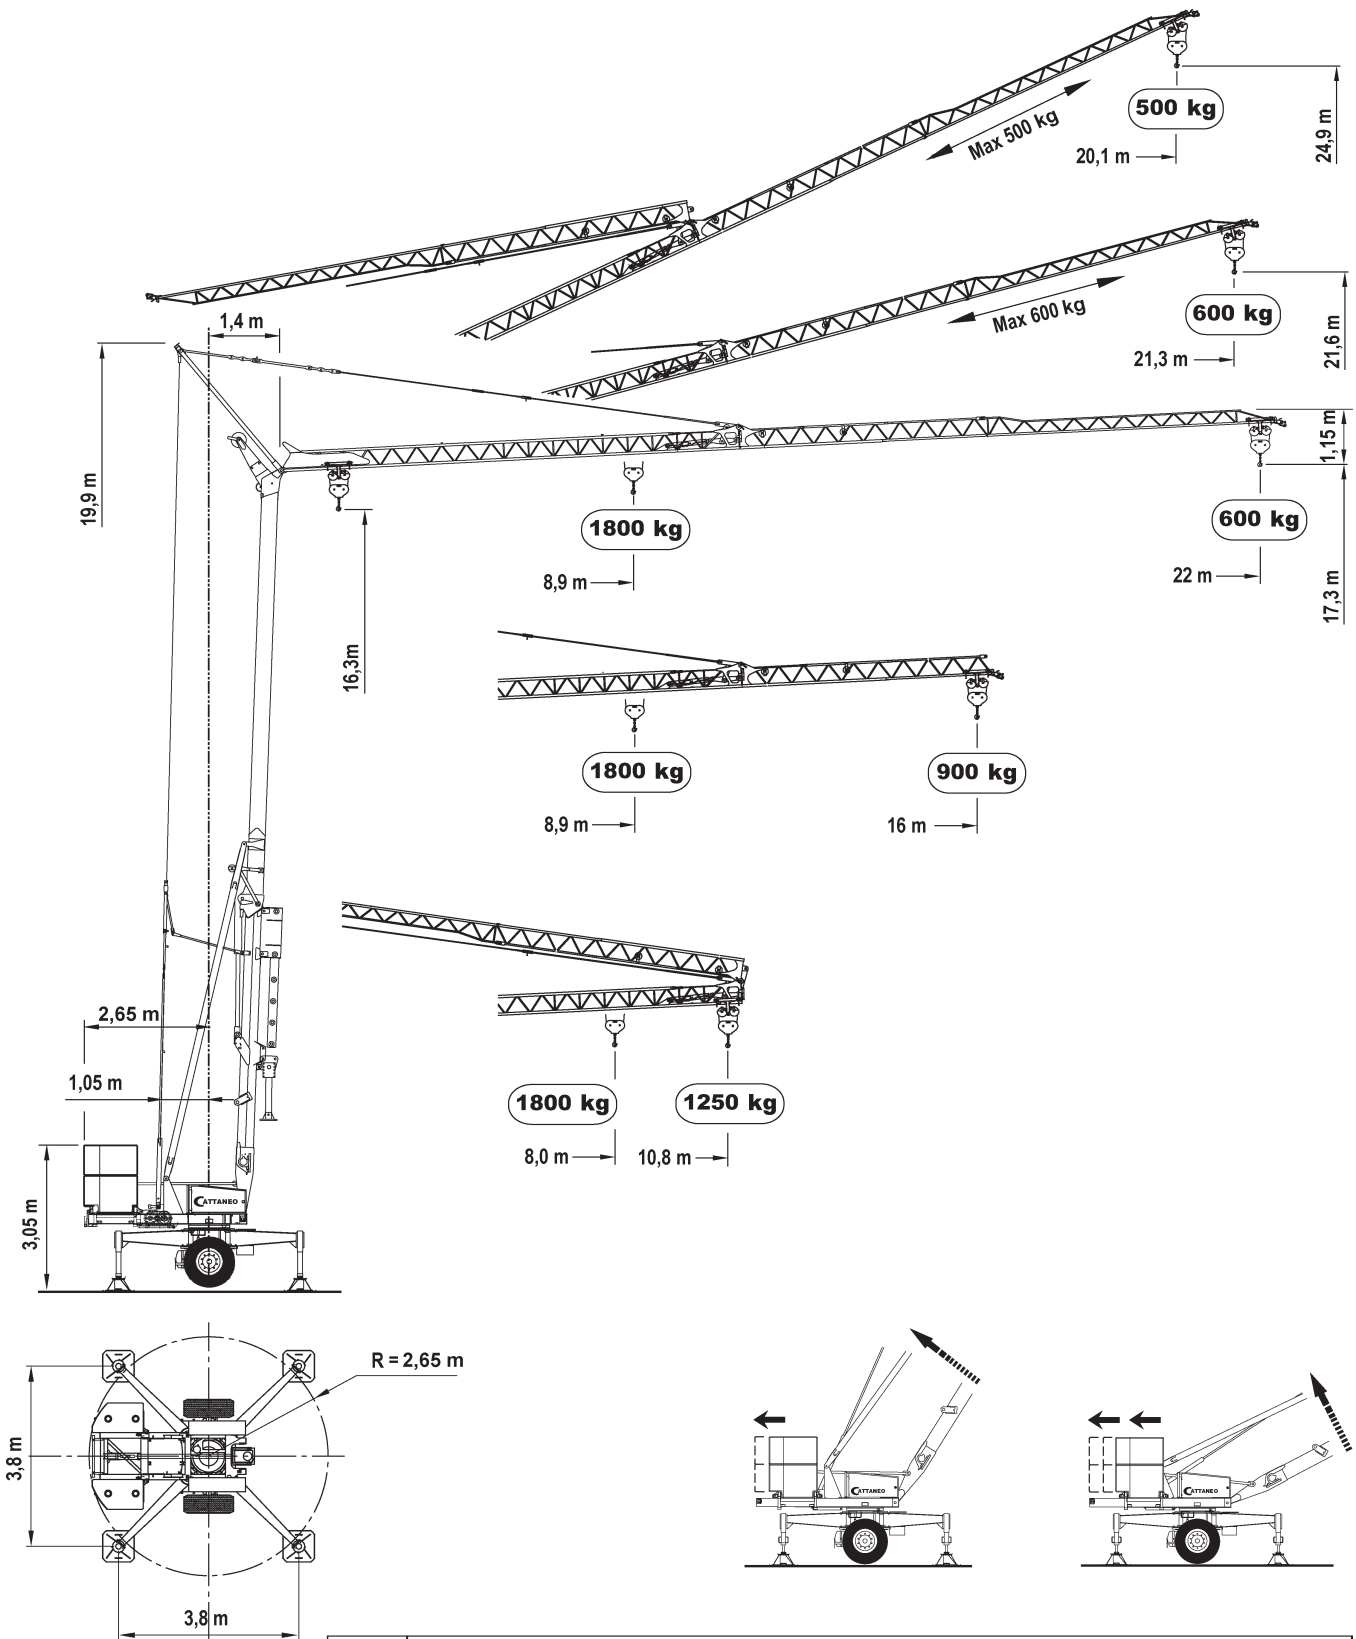 500 kg
24,9 m
Max 500 kg
20,1 m
1,4 m
600 kg
Max 600 kg
21,3 m
21,6 m
19,9 m
1,15 m
1800 kg
600 kg
8,9 m
22 m
17,3 m
16,3m
1800 kg
900 kg
8,9 m
16 m
2,65 m
1,05 m
1800 kg
1250 kg
8,0 m
10,8 m
3,05 m
CATTANEO
R = 2,65 m
3,8 m
CATTANEO
CATTANEO
3,8 m